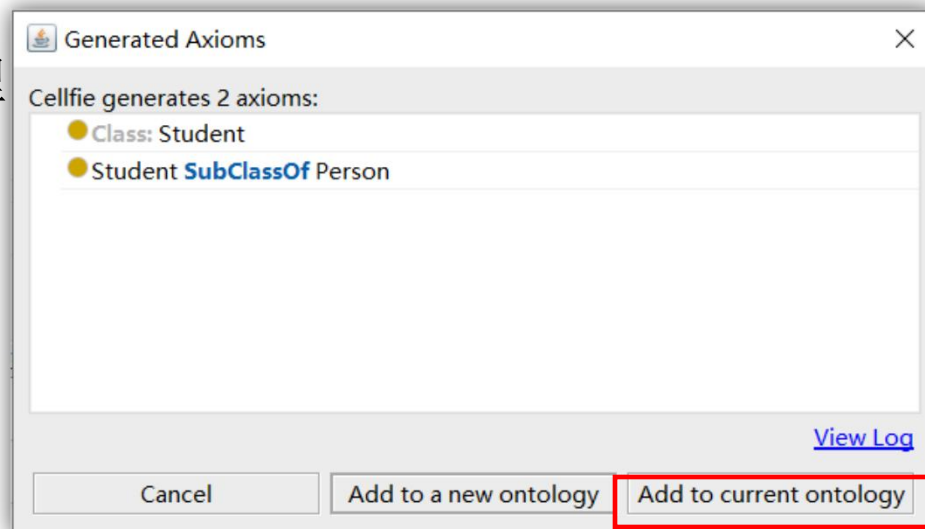 Generated Axioms
Cellfie generates 2 axioms:
Class: Student
Student SubClassOf Person
View Log
Cancel
Add to a new ontology
Add to current ontology